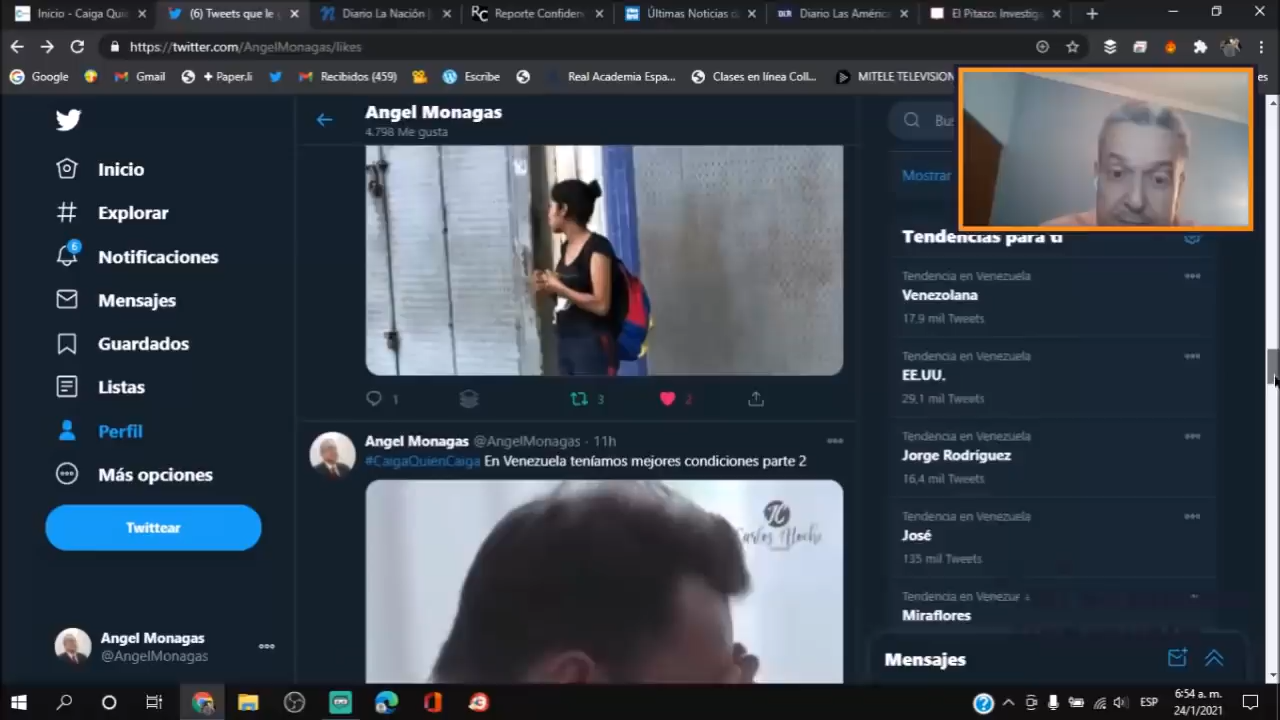 Inicio - Caiga Qu
(6) Tweets que le
Diario La Nación |
Reporte Confiden
Últimas Noticias d
Diario Las Améric
El Pitazo: Investig
https://twitter.com/AngelMonagas/likes
Google
Gmail
+ Paper.li
Recibidos (459)
Escribe
Real Academia Espa...
Clases en línea Coll...
MITELE TELEVISION
es
Inicio
Explorar
6
Notificaciones
Mensajes
Guardados
Listas
Perfil
Más opciones
Twittear
Angel Monagas
@AngelMonagas
Angel Monagas
4.798 Me gusta
1
3
2
Angel Monagas @AngelMonagas · 11h
#CaigaQuienCaiga En Venezuela teníamos mejores condiciones parte 2
Bus
Mostrar
Tendencias para ti
Tendencia en Venezuela
Venezolana
17,9 mil Tweets
Tendencia en Venezuela
EE.UU.
29,1 mil Tweets
Tendencia en Venezuela
Jorge Rodríguez
16,4 mil Tweets
Tendencia en Venezuela
José
135 mil Tweets
Tendencia en Venezuela
Miraflores
Mensajes
ESP
6:54 a. m.
24/1/2021